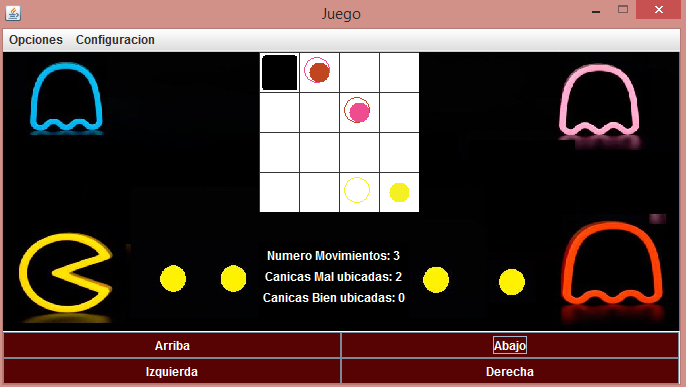 Juego
Opciones Configuracion
Numero Movimientos: 3
Canicas Mal ubicadas: 2
Canicas Bien ubicadas: 0
Arriba Abajo
Izquierda Derecha